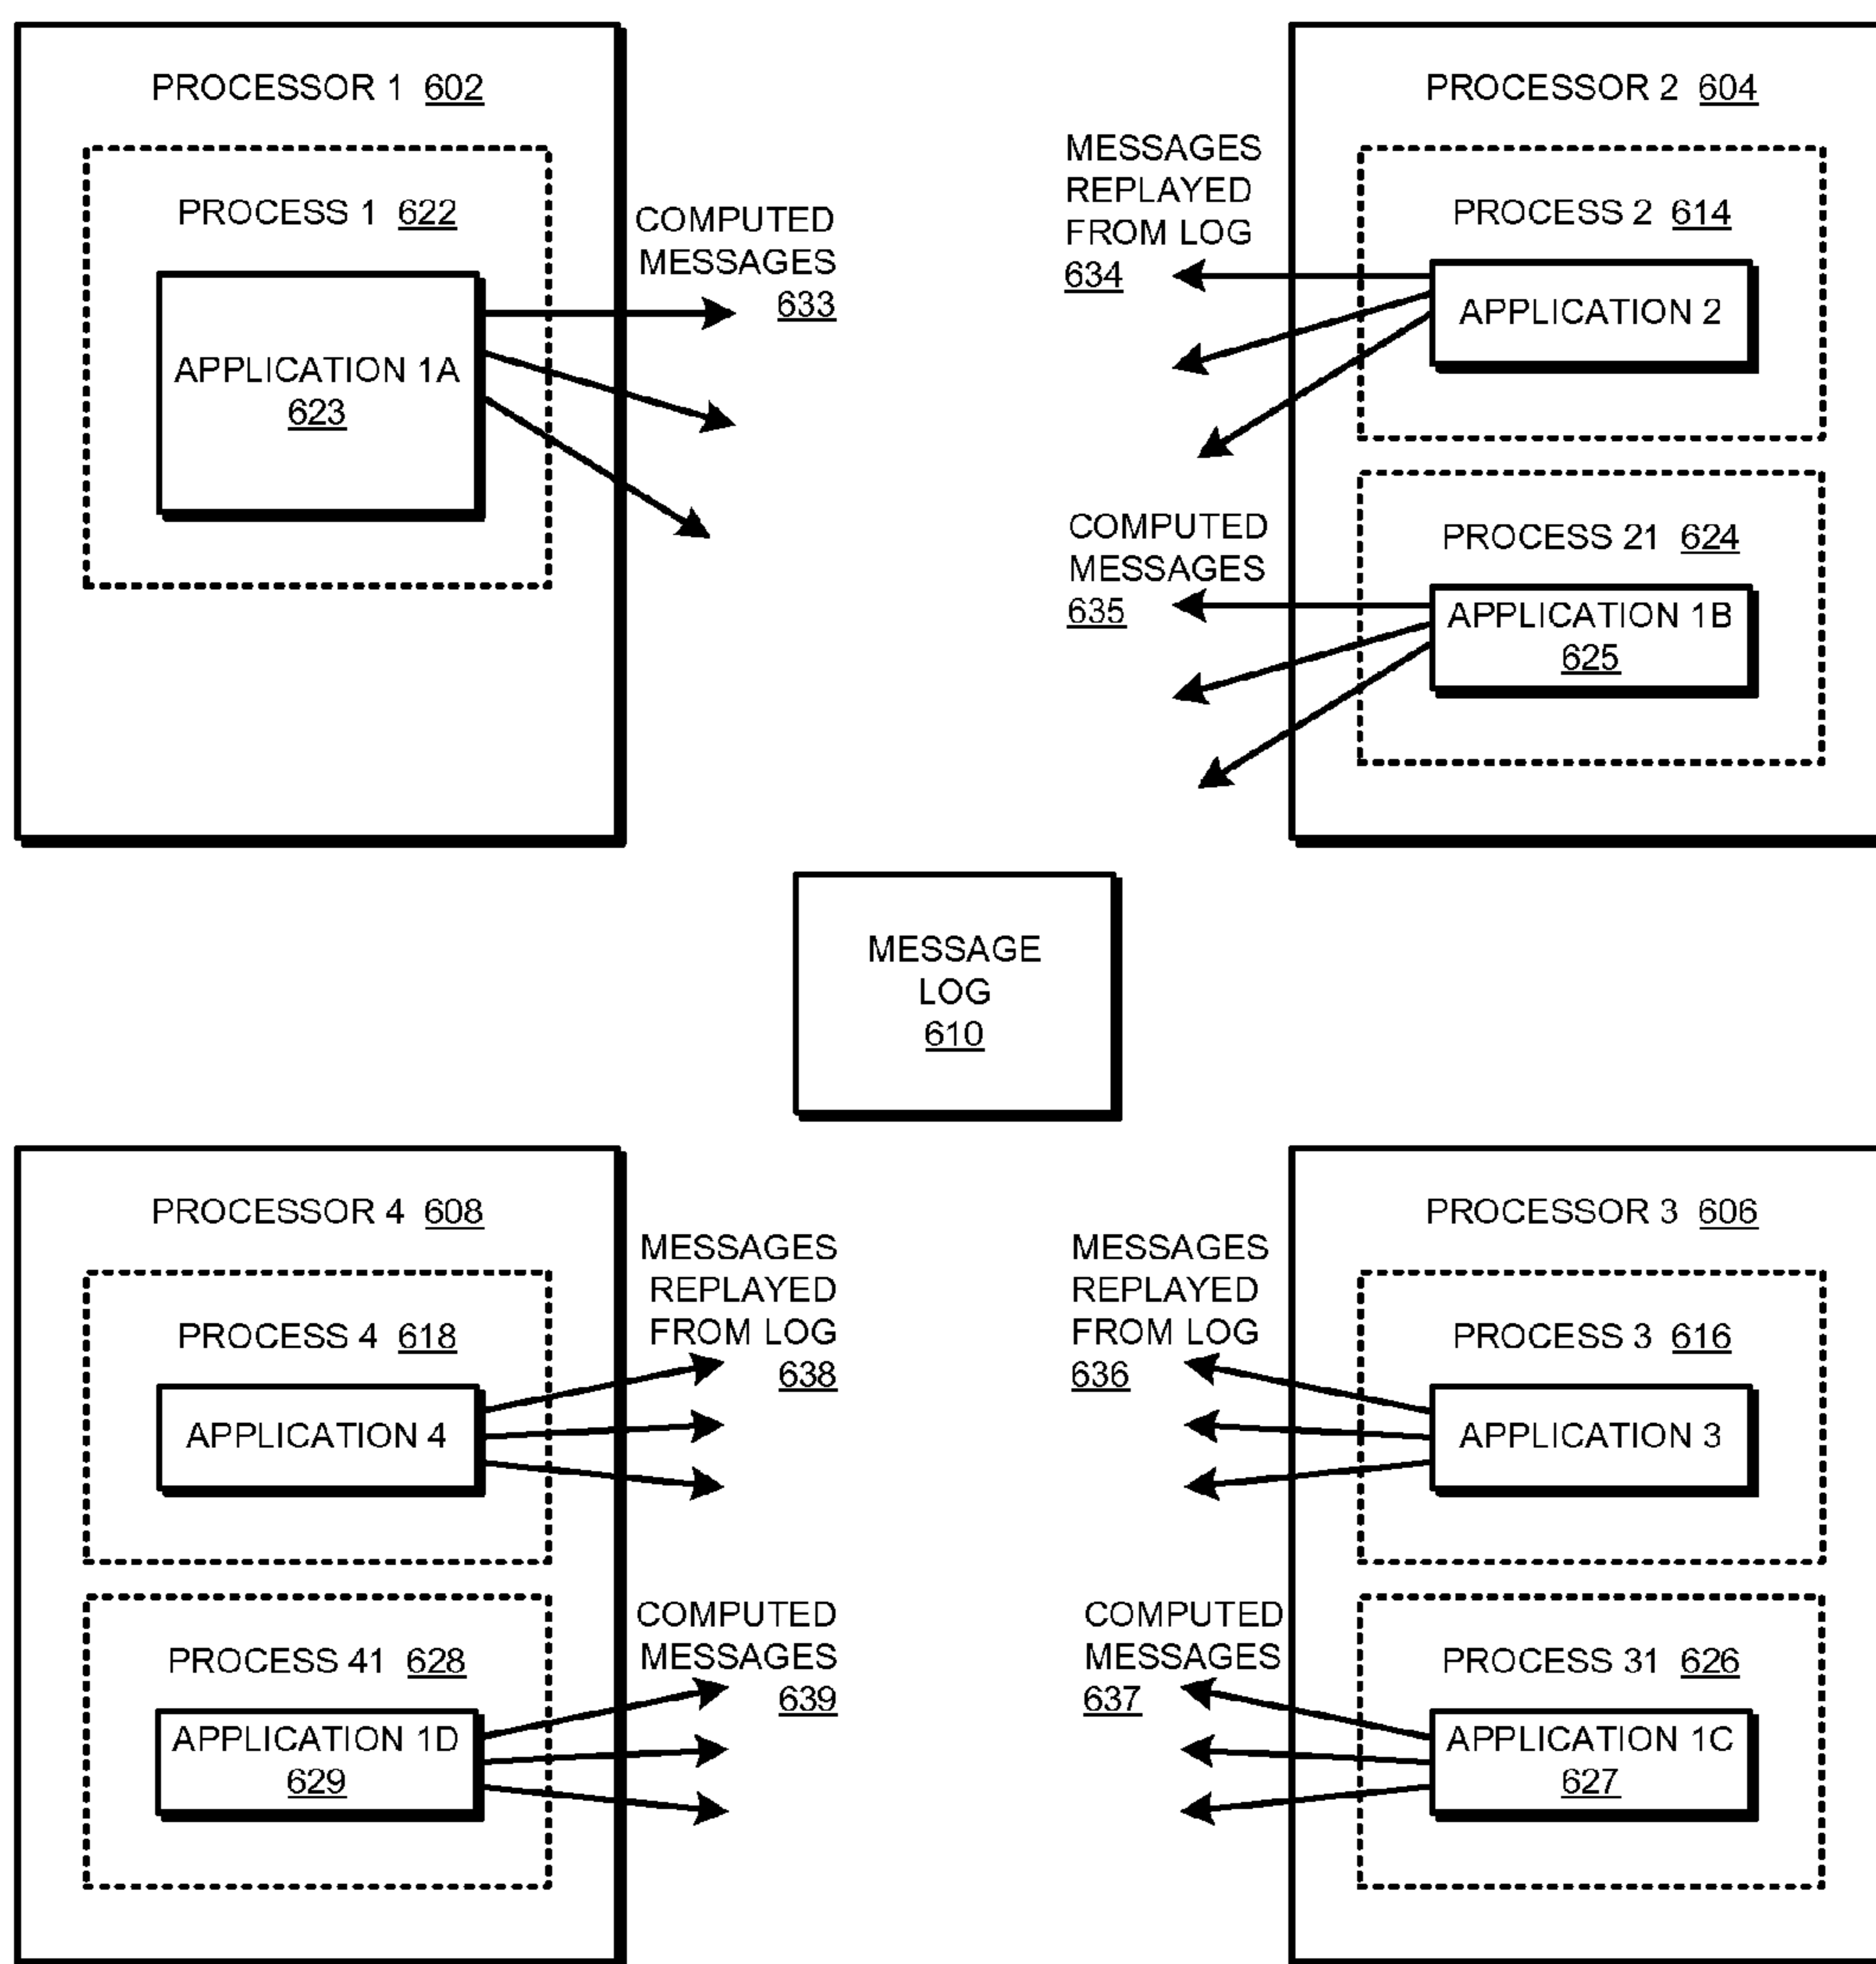 PROCESSOR 1 602
PROCESS 1 622
APPLICATION 1A
623
COMPUTED
MESSAGES
633
PROCESSOR 2 604
MESSAGES
REPLAYED
FROM LOG
634
PROCESS 2 614
APPLICATION 2
COMPUTED
MESSAGES
635
PROCESS 21 624
APPLICATION 1B
625
MESSAGE
LOG
610
PROCESSOR 4 608
PROCESS 4 618
APPLICATION 4
MESSAGES
REPLAYED
FROM LOG
638
PROCESS 41 628
APPLICATION 1D
629
COMPUTED
MESSAGES
639
PROCESSOR 3 606
MESSAGES
REPLAYED
FROM LOG
636
PROCESS 3 616
APPLICATION 3
COMPUTED
MESSAGES
637
PROCESS 31 626
APPLICATION 1C
627